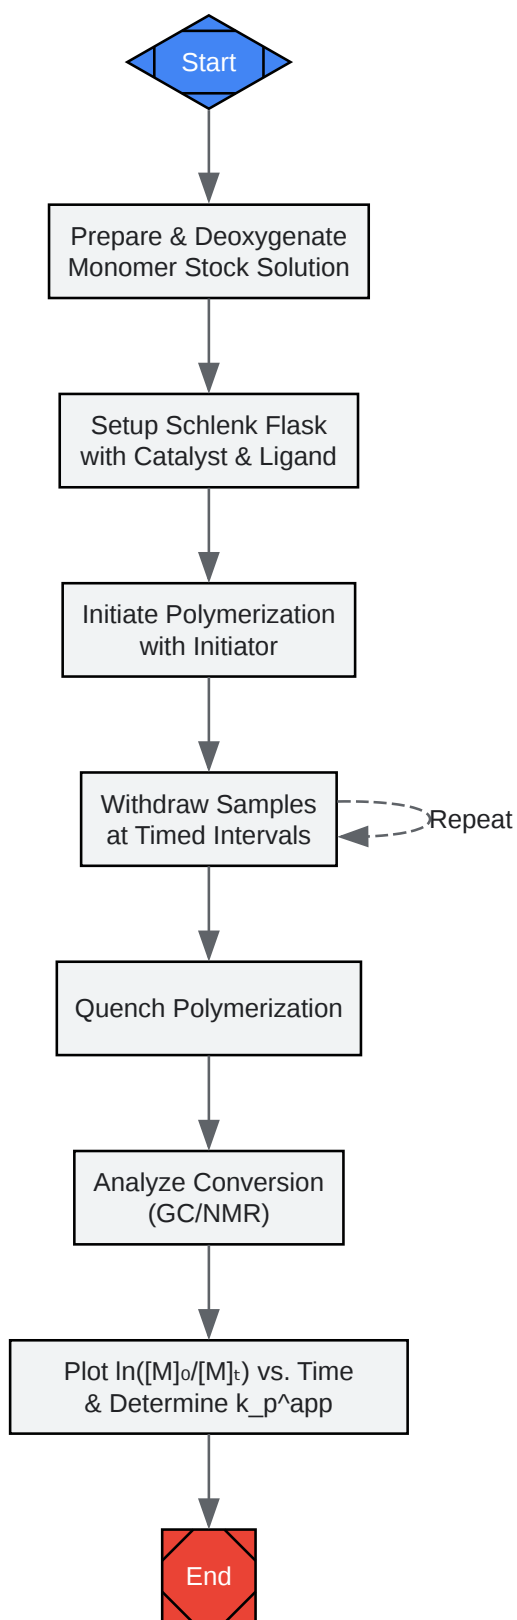 Start
Prepare & Deoxygenate
Monomer Stock Solution
Setup Schlenk Flask
with Catalyst & Ligand
Initiate Polymerization
with Initiator
Withdraw Samples
at Timed Intervals
Repeat
Quench Polymerization
Analyze Conversion
(GC/NMR)
Plot ln([M]₀/[M]ₜ) vs. Time
& Determine k_p^app
End